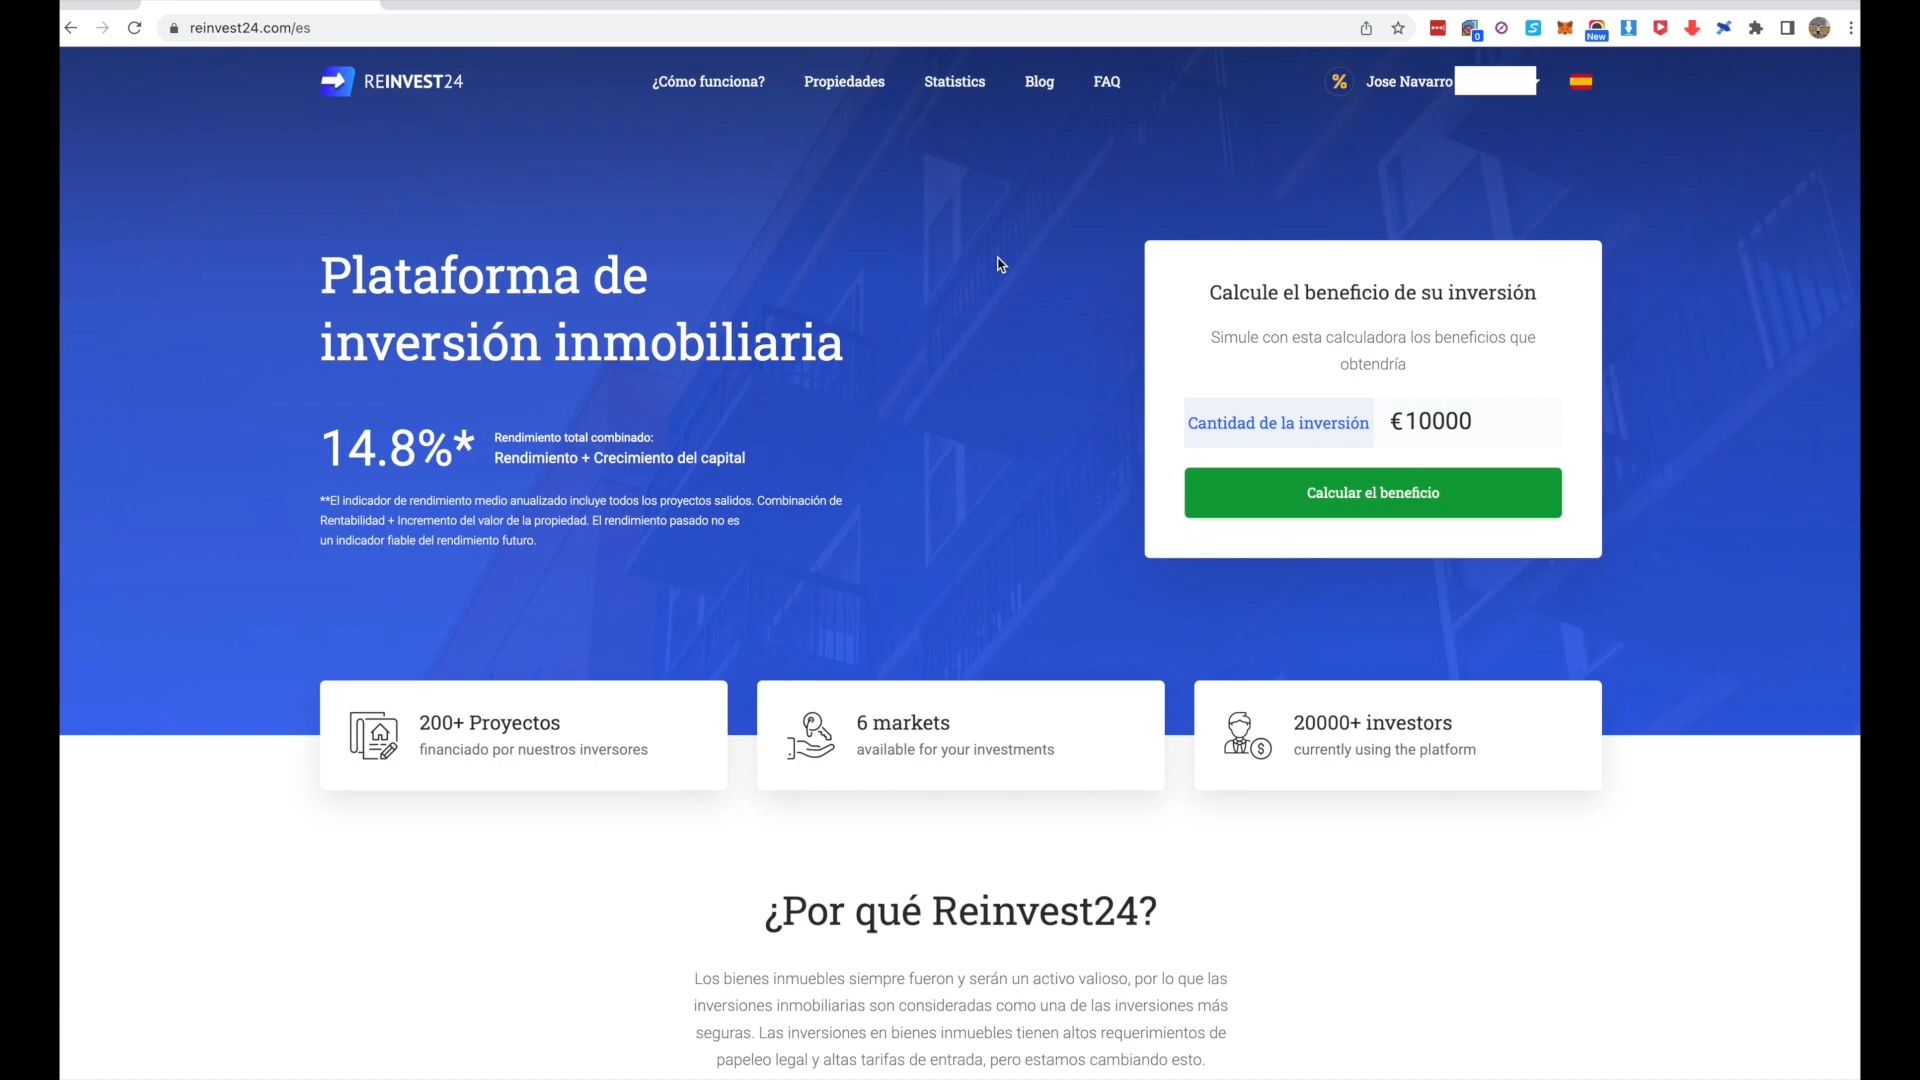 reinvest24.com/es
0
New
REINVEST24
¿Cómo funciona?
Propiedades
Statistics
Blog
FAQ
%
Jose Navarro
Plataforma de
inversión inmobiliaria
14.8%*
Rendimiento total combinado:
Rendimiento + Crecimiento del capital
**El indicador de rendimiento medio anualizado incluye todos los proyectos salidos. Combinación de
Rentabilidad + Incremento del valor de la propiedad. El rendimiento pasado no es
un indicador fiable del rendimiento futuro.
Calcule el beneficio de su inversión
Simule con esta calculadora los beneficios que
obtendría
Cantidad de la inversión
€10000
Calcular el beneficio
200+ Proyectos
financiado por nuestros inversores
6 markets
available for your investments
20000+ investors
currently using the platform
¿Por qué Reinvest24?
Los bienes inmuebles siempre fueron y serán un activo valioso, por lo que las
inversiones inmobiliarias son consideradas como una de las inversiones más
seguras. Las inversiones en bienes inmuebles tienen altos requerimientos de
papeleo legal y altas tarifas de entrada, pero estamos cambiando esto.